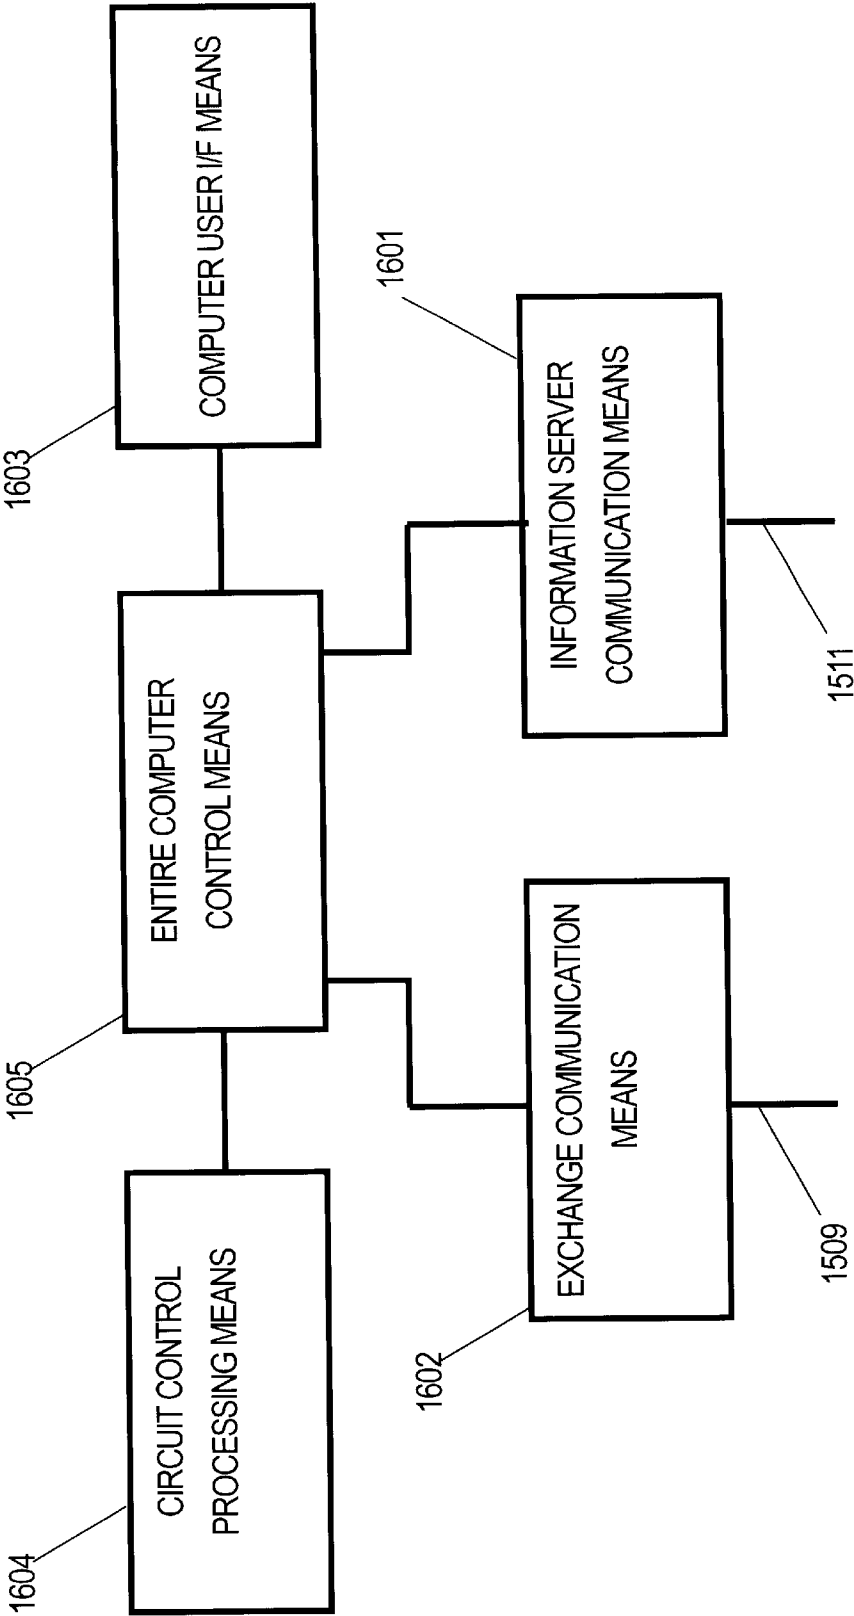 1604
CIRCUIT CONTROL
PROCESSING MEANS
1605
ENTIRE COMPUTER
CONTROL MEANS
1603
COMPUTER USER I/F MEANS
1602
EXCHANGE COMMUNICATION
MEANS
1509
1601
INFORMATION SERVER
COMMUNICATION MEANS
1511